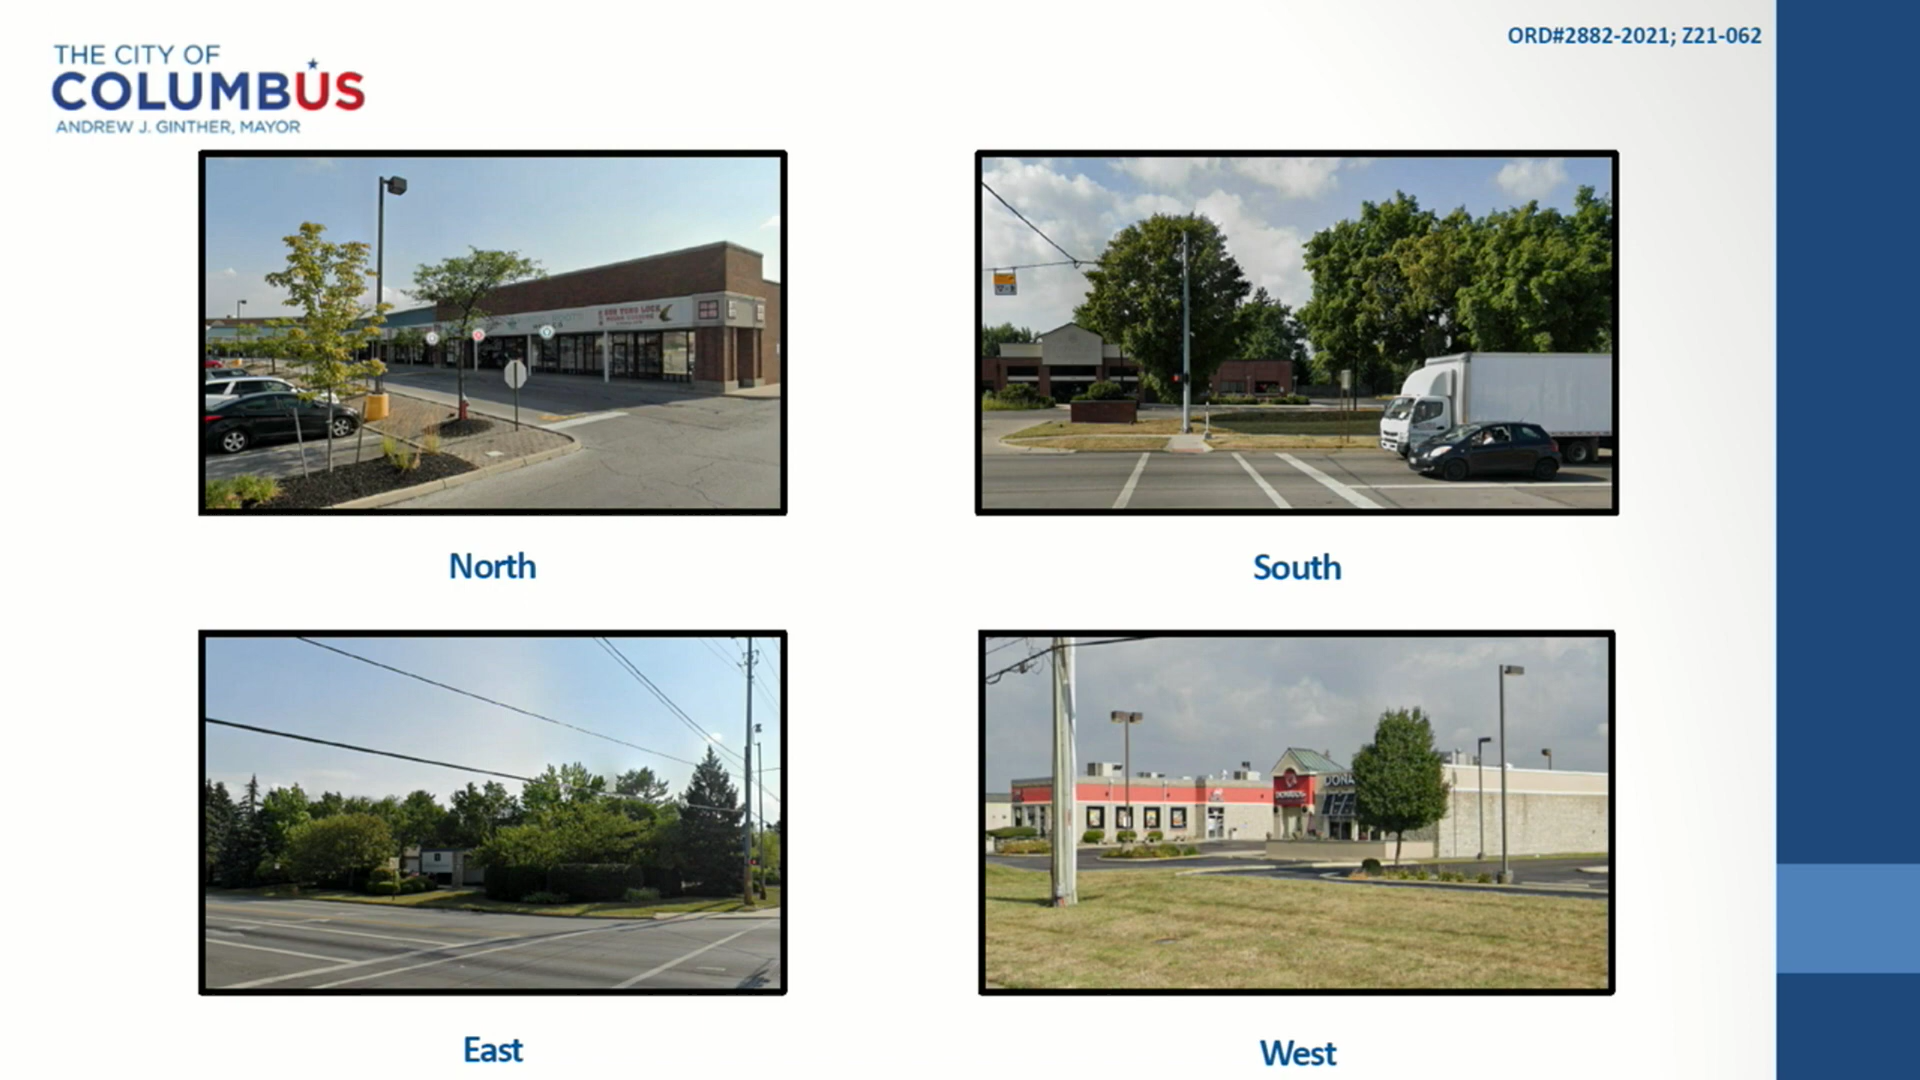 ORD#2882-2021; Z21-062
THE CITY OF
COLUMBUS
ANDREW J. GINTHER, MAYOR
North
South
East
West